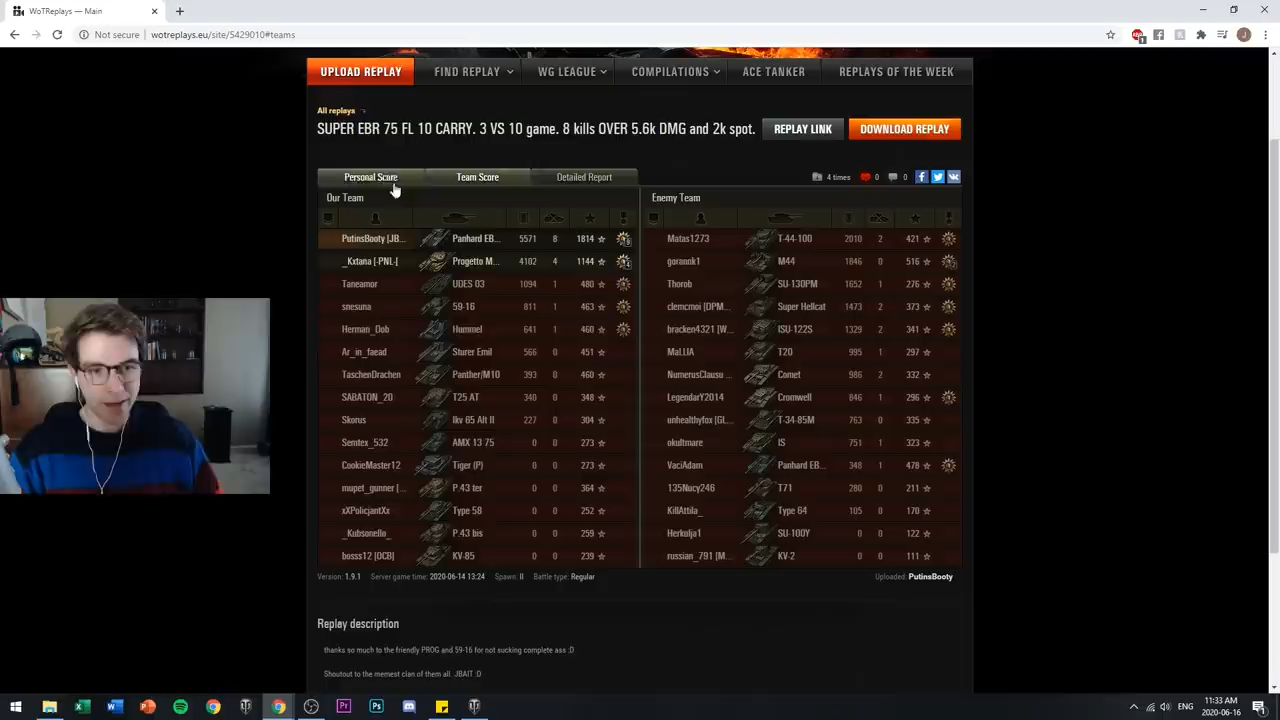 WoTReplays — Main
Not secure | wotreplays.eu/site/5429010#teams
UPLOAD REPLAY FIND REPLAY WG LEAGUE COMPILATIONS ACE TANKER REPLAYS OF THE WEEK
All replays
SUPER EBR 75 FL 10 CARRY. 3 VS 10 game. 8 kills OVER 5.6k DMG and 2k spot. REPLAY LINK DOWNLOAD REPLAY
Personal Score Team Score Detailed Report 4 times 0 0
Our Team Enemy Team
PutinsBooty [JB... Panhard EB... 5571 8 1814 Matas1273 T-44-100 2010 2 421
_Kxtana [-PNL-] Progetto M... 4102 4 1144 gorannk1 M44 1846 0 516
Taneamor UDES 03 1094 1 480 Thorob SU-130PM 1652 1 276
snesuna 59-16 811 1 463 clemcmoi [DPM... Super Hellcat 1473 2 373
Herman_Dob Hummel 641 1 460 bracken4321 [W... ISU-122S 1329 2 341
Ar_in_faead Sturer Emil 566 0 451 MaLLIA T20 995 1 297
TaschenDrachen Panther/M10 393 0 460 NumerusClausu ... Comet 986 2 332
SABATON_20 T25 AT 340 0 348 LegendarY2014 Cromwell 846 1 296
Skorus Ikv 65 Alt II 227 0 304 unhealthyfox [GL... T-34-85M 763 0 335
Semtex_532 AMX 13 75 0 0 273 okultmare IS 751 1 323
CookieMaster12 Tiger (P) 0 0 273 VaciAdam Panhard EB... 348 1 478
mupet_gunner [... P.43 ter 0 0 364 135Nucy246 T71 280 0 211
xXPolicjantXx Type 58 0 0 252 KillAttila_ Type 64 105 0 170
_Kubsonello_ P.43 bis 0 0 259 Herkulja1 SU-100Y 0 0 122
bosss12 [OCB] KV-85 0 0 239 russian_791 [M... KV-2 0 0 111
Version: 1.9.1 Server game time: 2020-06-14 13:24 Spawn: II Battle type: Regular Uploaded: PutinsBooty
Replay description
thanks so much to the friendly PROG and 59-16 for not sucking complete ass :D
Shoutout to the memest clan of them all. JBAIT :D
ENG 11:33 AM
2020-06-16